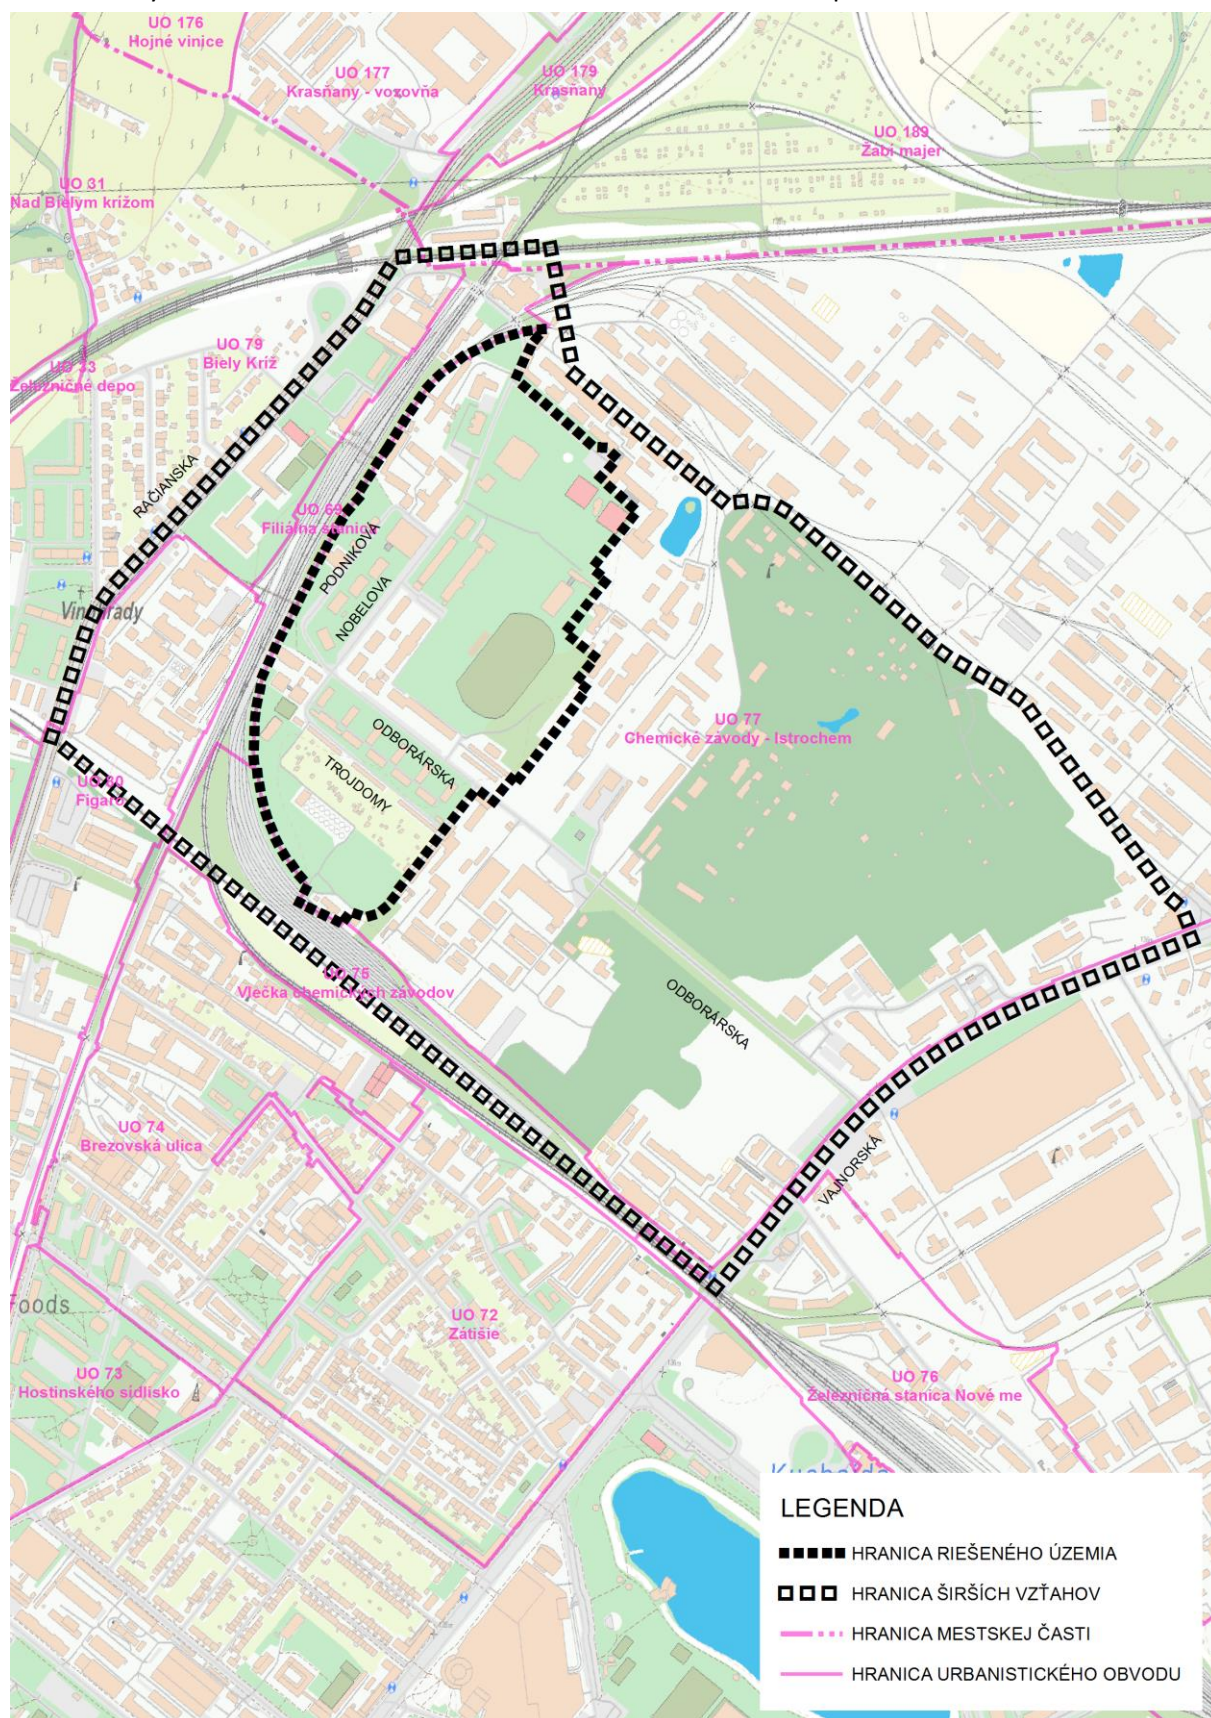 UO 176
Hojné vinice
UO 177
Krasňany - vozovňa
UO 179
Krasňany
UO 189
Žabí majer
UO 31
Nad Bielym krížom
UO 79
Biely Kríž
UO 33
Železničné depo
RAČIANSKA
UO 69
Filiálna stanica
PODNIKOVÁ
NOBELOVA
Vinohrady
ODBORÁRSKA
TROJDOMY
UO 77
Chemické závody - Istrochem
UO 80
Figaro
UO 75
Vlečka chemických závodov
ODBORÁRSKA
UO 74
Brezovská ulica
VAJNORSKÁ
Foods
UO 72
Zátišie
UO 73
Hostinského sídlisko
UO 76
Železničná stanica Nové me
LEGENDA
HRANICA RIEŠENÉHO ÚZEMIA
HRANICA ŠIRŠÍCH VZŤAHOV
HRANICA MESTSKEJ ČASTI
HRANICA URBANISTICKÉHO OBVODU